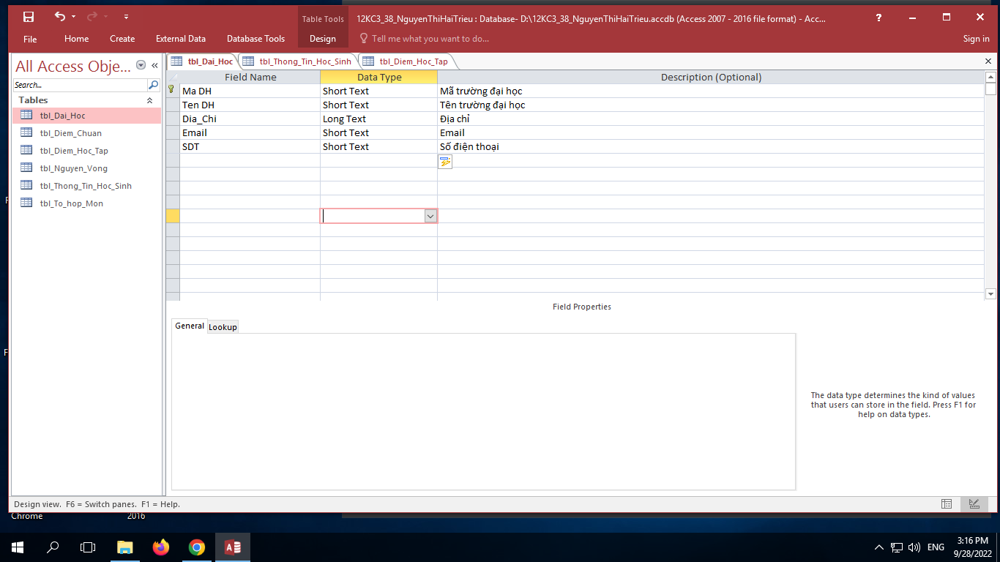 Table Tools
12KC3_38_NguyenThiHaiTrieu : Database- D:\12KC3_38_NguyenThiHaiTrieu.accdb (Access 2007 - 2016 file format) - Acc...
?
File
Home
Create
External Data
Database Tools
Design
Tell me what you want to do...
Sign in
All Access Obje...
Search...
Tables
tbl_Dai_Hoc
tbl_Diem_Chuan
tbl_Diem_Hoc_Tap
tbl_Nguyen_Vong
tbl_Thong_Tin_Hoc_Sinh
tbl_To_hop_Mon
tbl_Dai_Hoc
tbl_Thong_Tin_Hoc_Sinh
tbl_Diem_Hoc_Tap
Field Name Data Type Description (Optional)
Ma DH Short Text Mã trường đại học
Ten DH Short Text Tên trường đại học
Dia_Chi Long Text Địa chỉ
Email Short Text Email
SDT Short Text Số điện thoại
Field Properties
General
Lookup
The data type determines the kind of values
that users can store in the field. Press F1 for
help on data types.
Design view. F6 = Switch panes. F1 = Help.
F
F
Chrome
2016
ENG
3:16 PM
9/28/2022